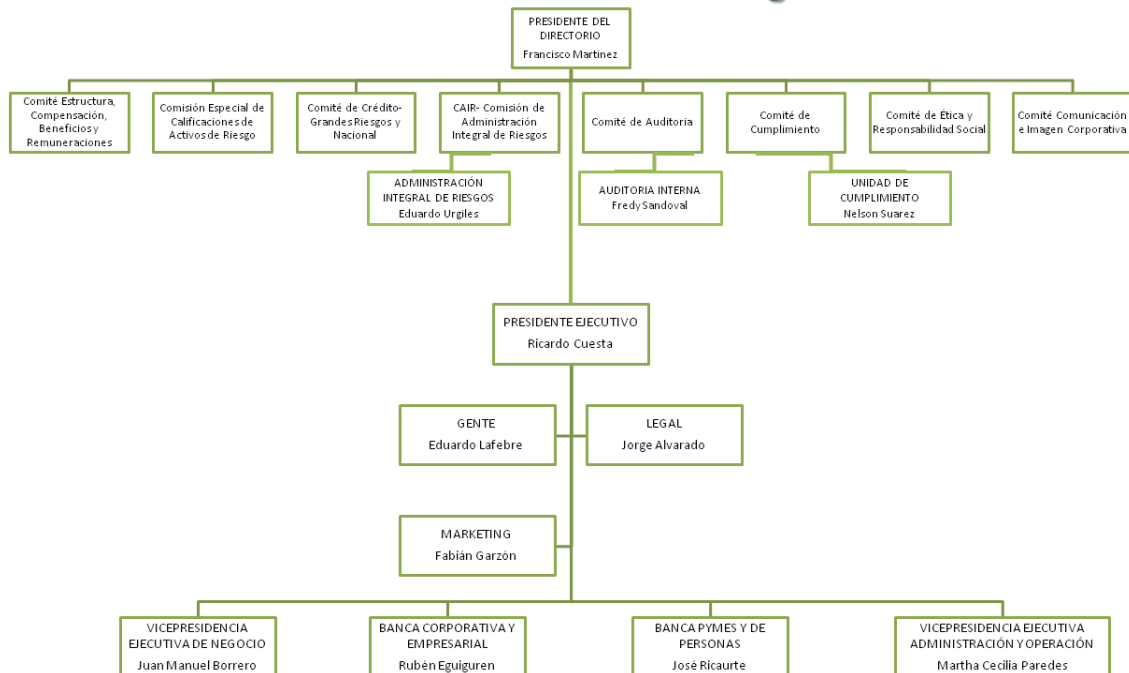 PRESIDENTE DEL
DIRECTORIO
Francisco Martinez
Comité Estructura,
Compensación,
Beneficios y
Remuneraciones
Comisión Especial de
Calificaciones de
Activos de Riesgo
Comité de Crédito-
Grandes Riesgos y
Nacional
CAIR- Comisión de
Administración
Integral de Riesgos
Comité de Auditoria
Comité de
Cumplimiento
Comité de Ética y
Responsabilidad Social
Comité Comunicación
e Imagen Corporativa
ADMINISTRACIÓN
INTEGRAL DE RIESGOS
Eduardo Urgiles
AUDITORIA INTERNA
Fredy Sandoval
UNIDAD DE
CUMPLIMIENTO
Nelson Suarez
PRESIDENTE EJECUTIVO
Ricardo Cuesta
GENTE
Eduardo Lafebre
LEGAL
Jorge Alvarado
MARKETING
Fabián Garzón
VICEPRESIDENCIA
EJECUTIVA DE NEGOCIO
Juan Manuel Borrero
BANCA CORPORATIVA Y
EMPRESARIAL
Rubén Eguiguren
BANCA PYMES Y DE
PERSONAS
José Ricaurte
VICEPRESIDENCIA EJECUTIVA
ADMINISTRACIÓN Y OPERACIÓN
Martha Cecilia Paredes